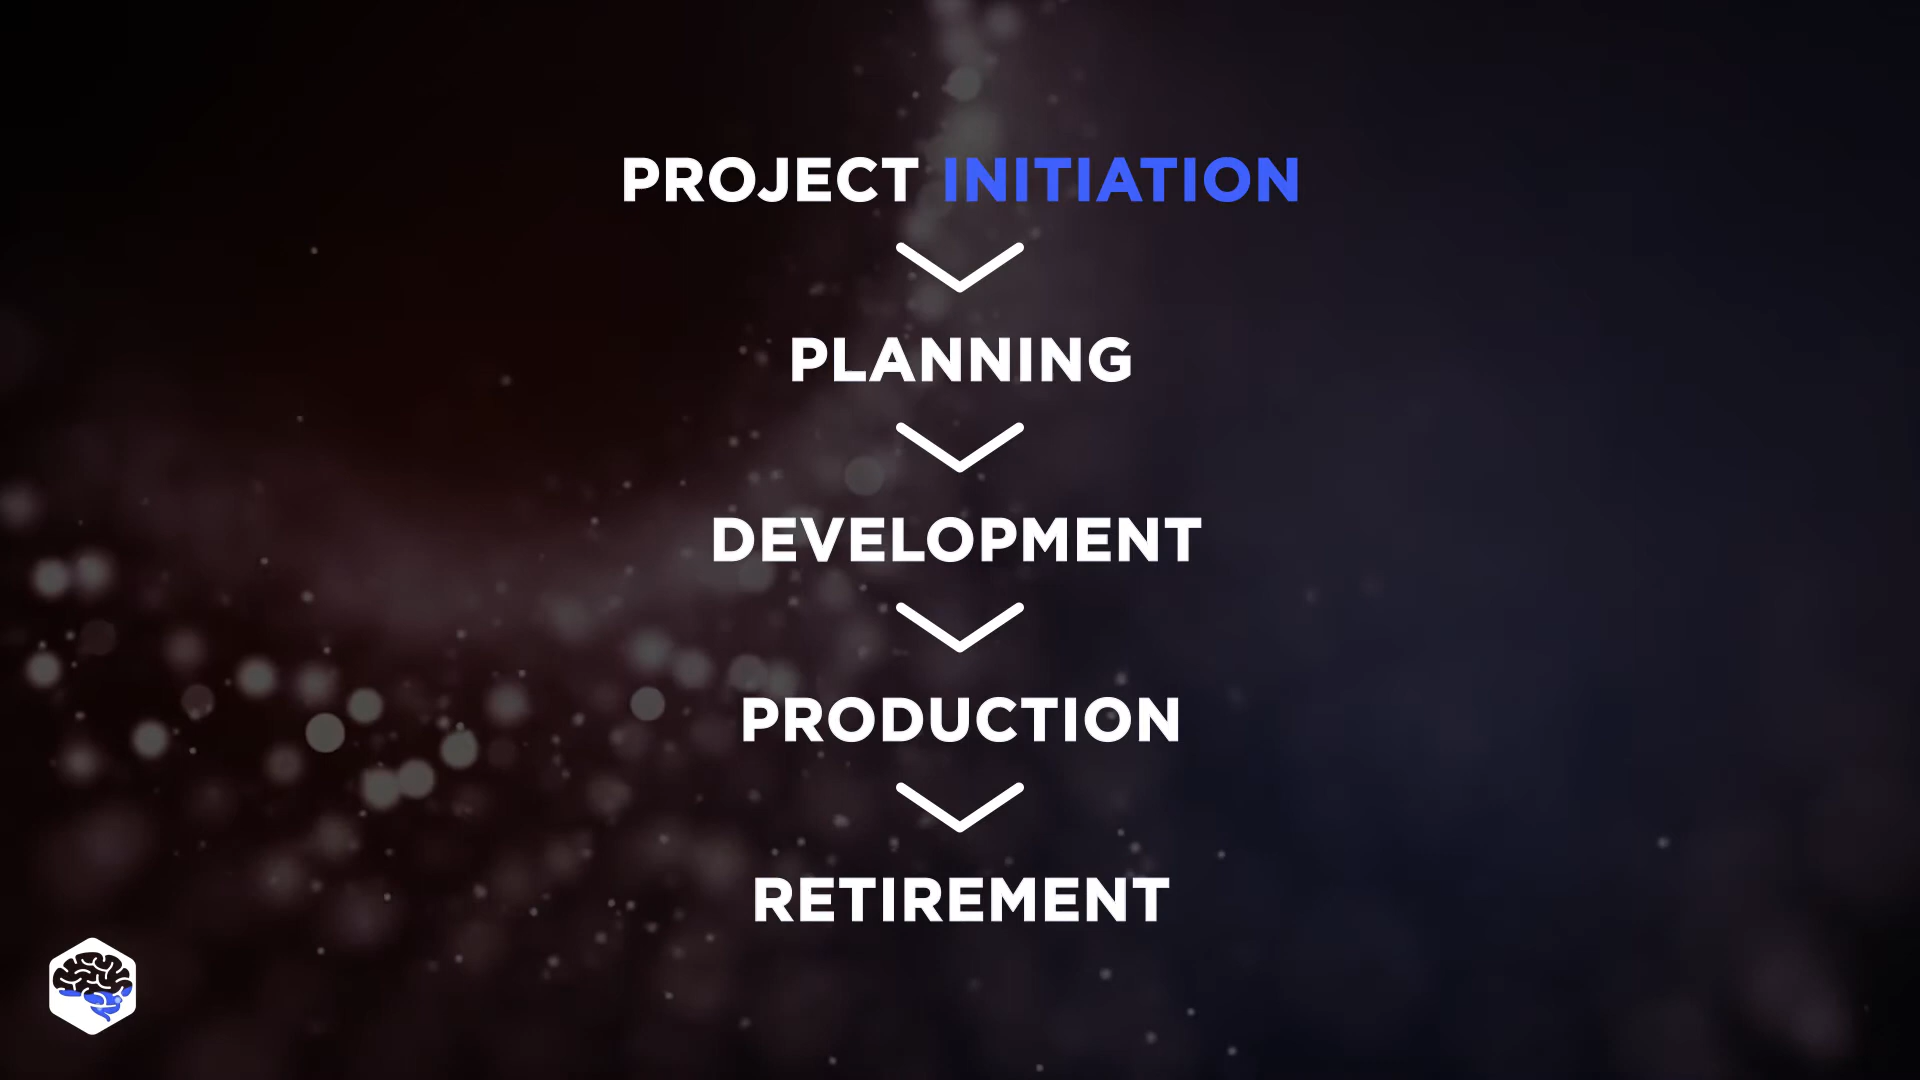 PROJECT INITIATION
PLANNING
DEVELOPMENT
PRODUCTION
RETIREMENT